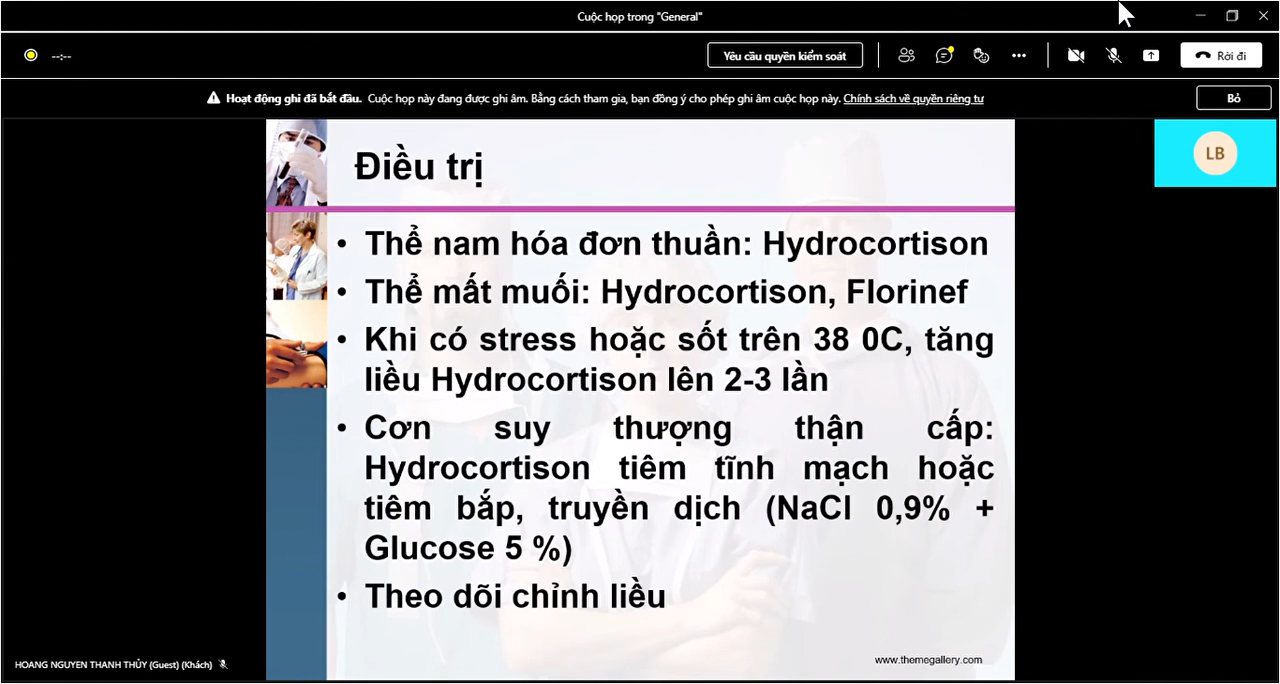 Cuộc họp trong "General"
--:--
Yêu cầu quyền kiểm soát
Rời đi
Hoạt động ghi đã bắt đầu. Cuộc họp này đang được ghi âm. Bằng cách tham gia, bạn đồng ý cho phép ghi âm cuộc họp này. Chính sách về quyền riêng tư
Bỏ
LB
Điều trị
• Thể nam hóa đơn thuần: Hydrocortison
• Thể mất muối: Hydrocortison, Florinef
• Khi có stress hoặc sốt trên 38 0C, tăng
liều Hydrocortison lên 2-3 lần
• Cơn suy thượng thận cấp:
Hydrocortison tiêm tĩnh mạch hoặc
tiêm bắp, truyền dịch (NaCl 0,9% +
Glucose 5 %)
• Theo dõi chỉnh liều
www.themegallery.com
HOANG NGUYEN THANH THỦY (Guest) (Khách)